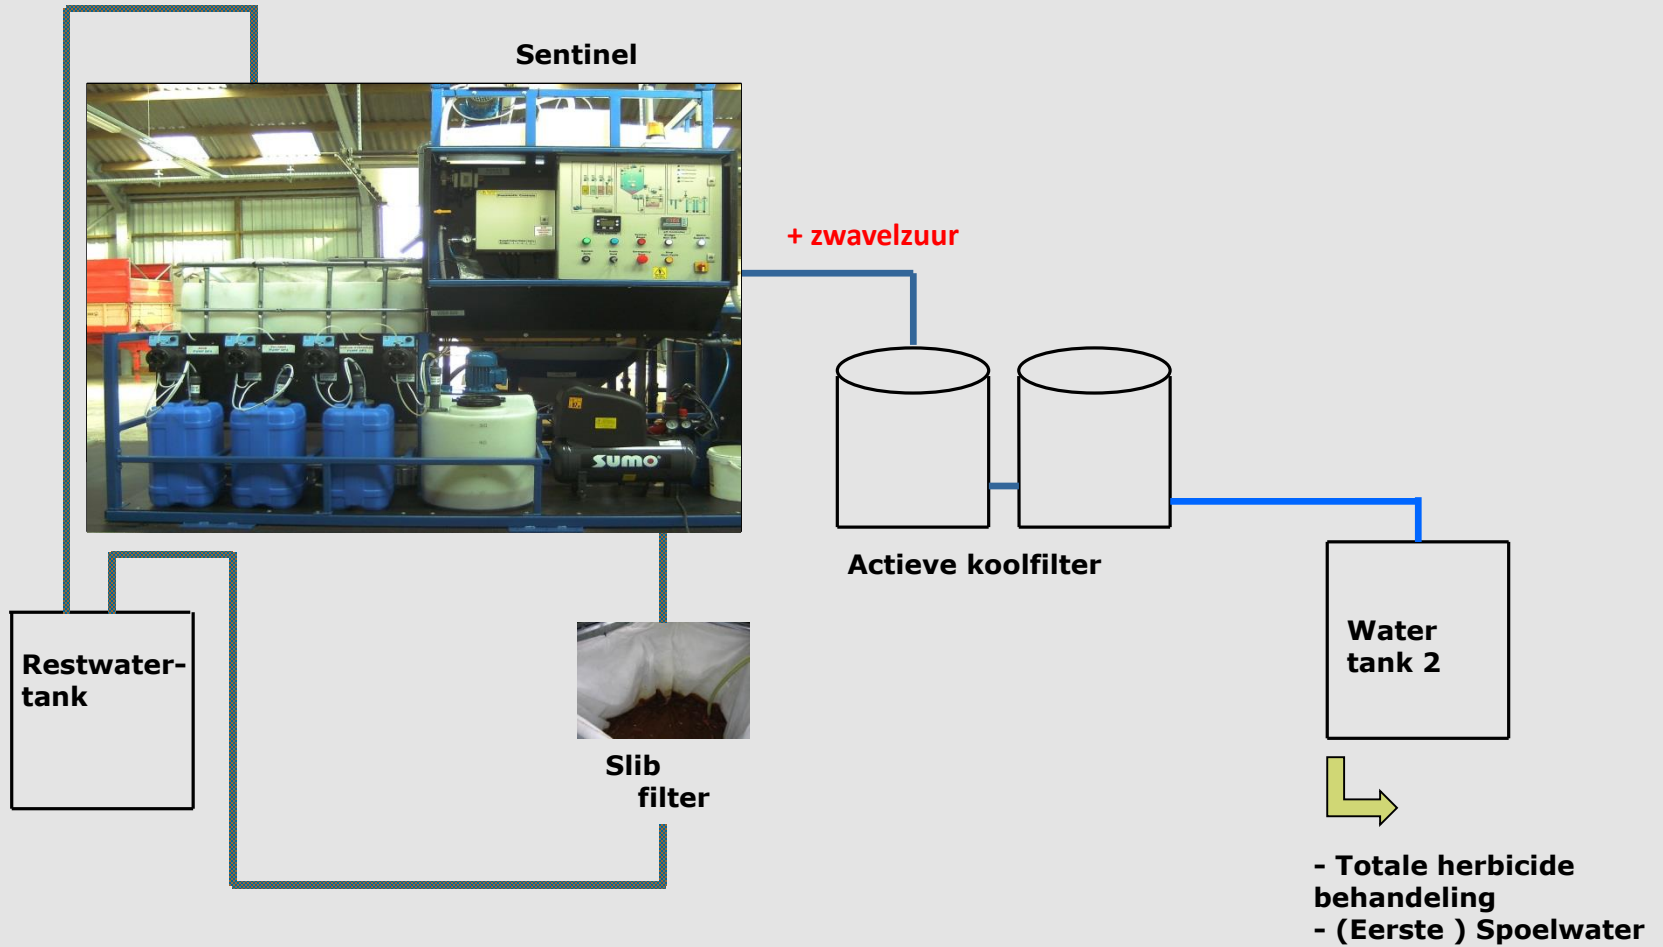 Sentinel
+ zwavelzuur
SUMO
Actieve koolfilter
Restwater-
tank
Slib
filter
Water
tank 2
- Totale herbicide
behandeling
- (Eerste ) Spoelwater